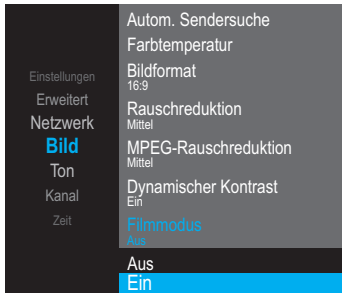 Einstellungen
Erweitert
Netzwerk
Bild
Ton
Kanal
Zeit
Autom. Sendersuche
Farbtemperatur
Bildformat
16:9
Rauschreduktion
Mittel
MPEG-Rauschreduktion
Mittel
Dynamischer Kontrast
Ein
Filmmodus
Aus
Aus
Ein